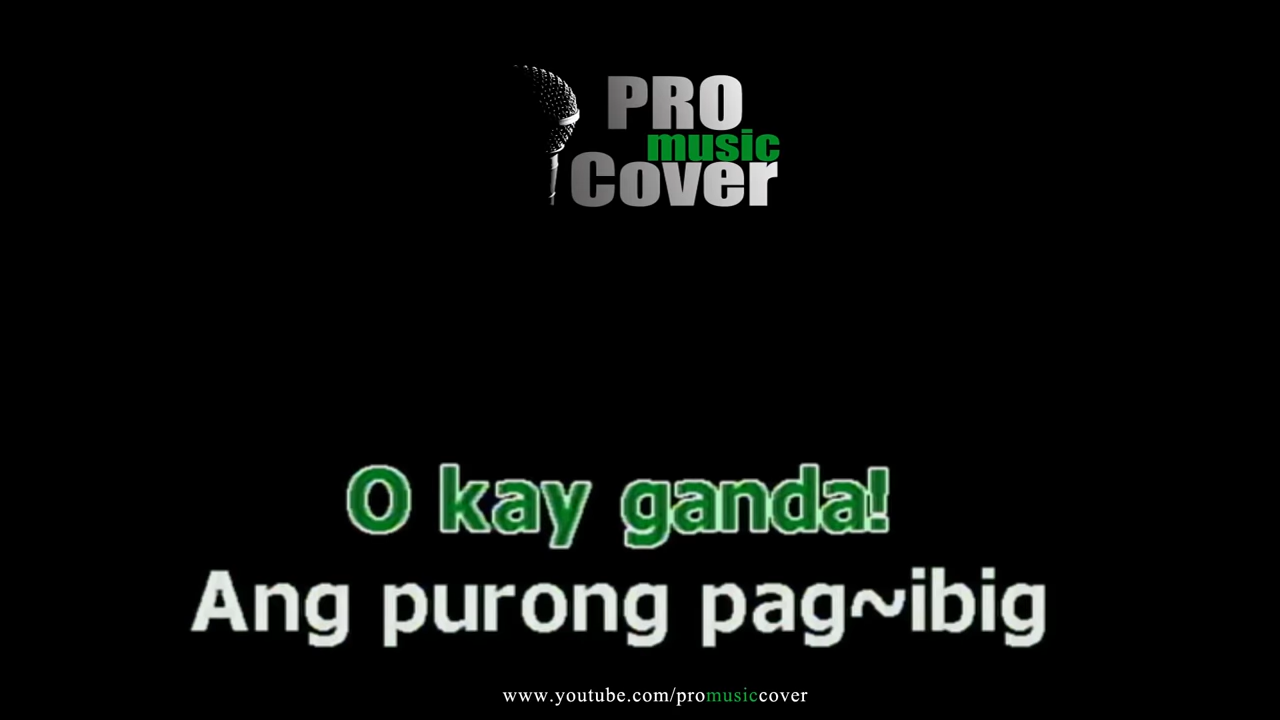 PRO
music
Cover
O kay ganda!
Ang purong pag~ibig
www.youtube.com/promusiccover